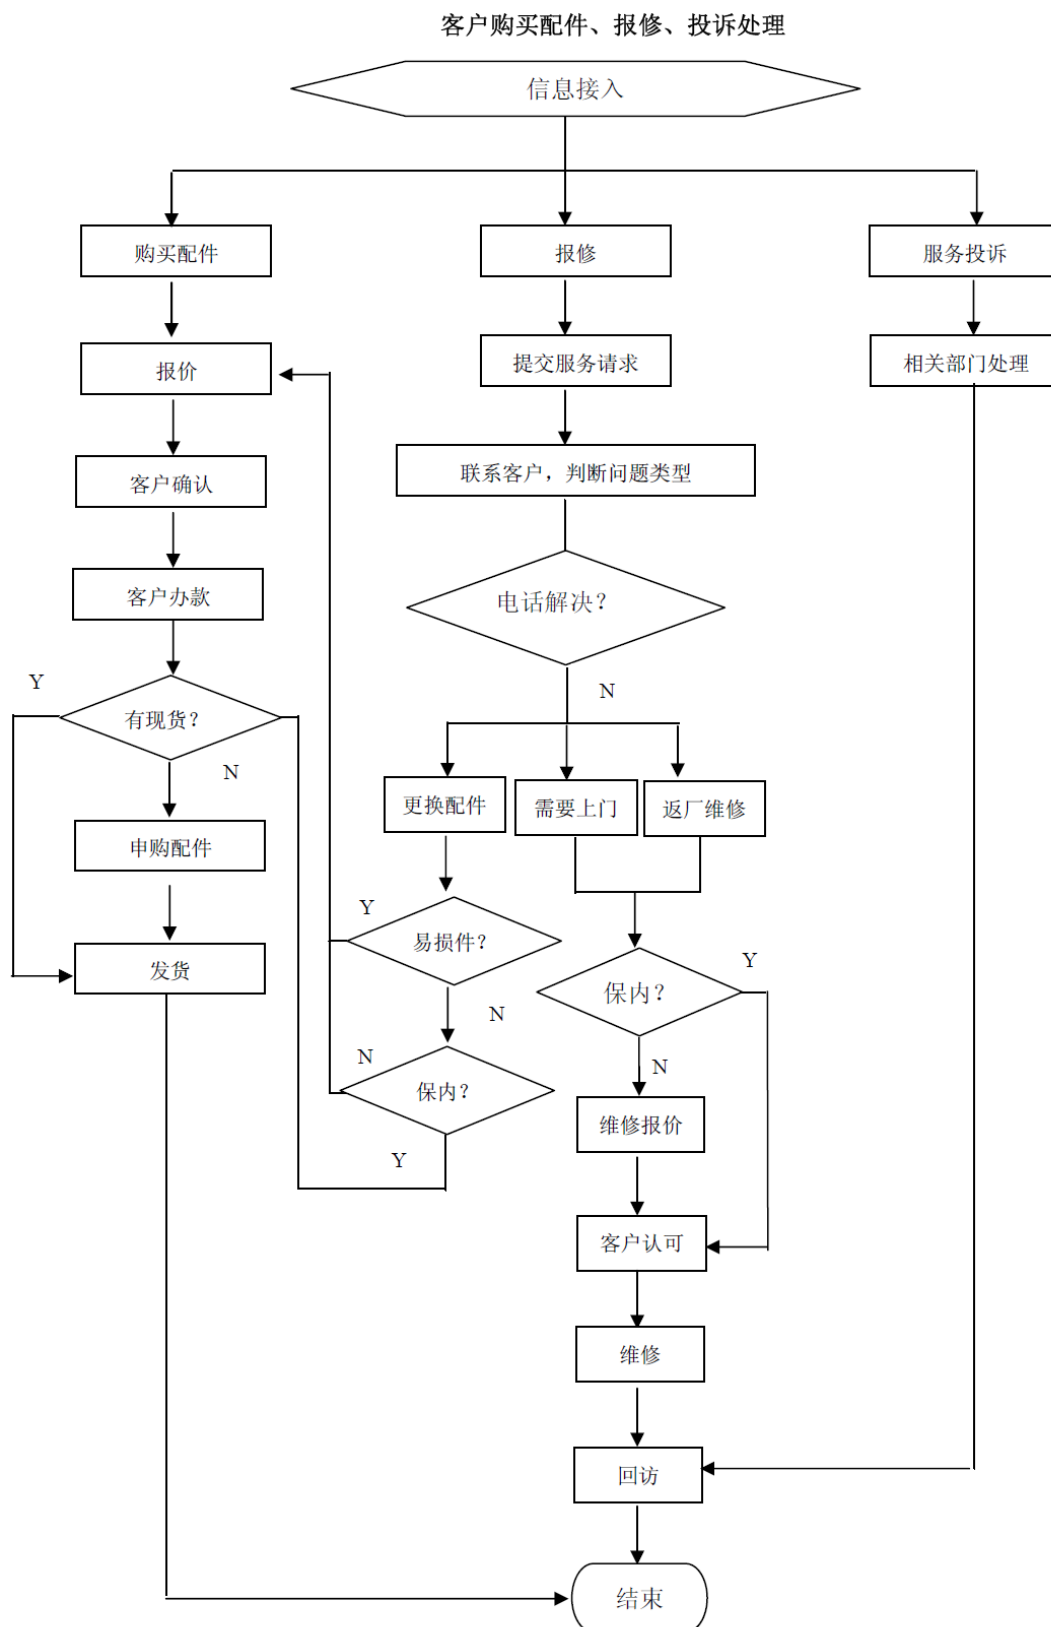 客户购买配件、报修、投诉处理
信息接入
购买配件
报修
服务投诉
报价
提交服务请求
相关部门处理
客户确认
联系客户，判断问题类型
客户办款
电话解决？
Y
N
有现货？
N
更换配件
需要上门
返厂维修
申购配件
Y
易损件？
Y
发货
保内？
N
N
N
保内？
维修报价
Y
客户认可
维修
回访
结束